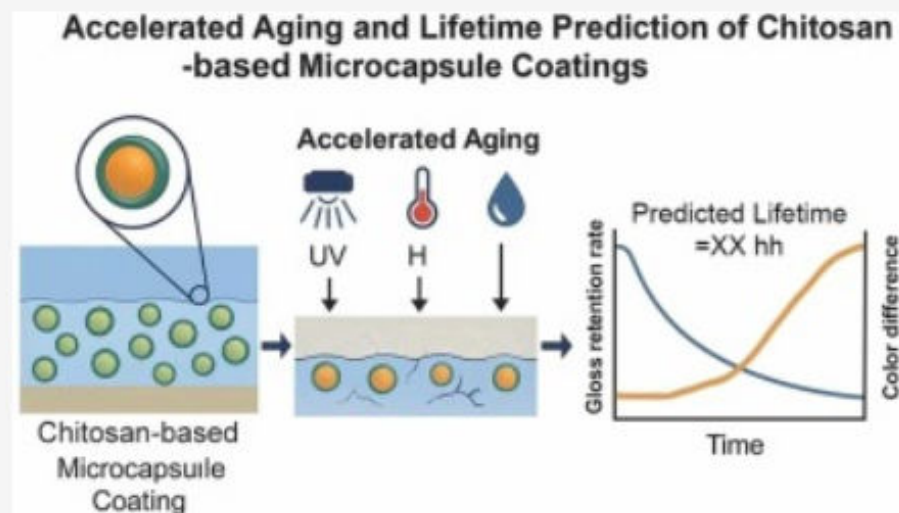 Accelerated Aging and Lifetime Prediction of Chitosan
-based Microcapsule Coatings
Accelerated Aging
UV
H
Chitosan-based
Microcapsuile
Coating
Gloss retention rate
Predicted Lifetime
=XX hh
Color difference
Time